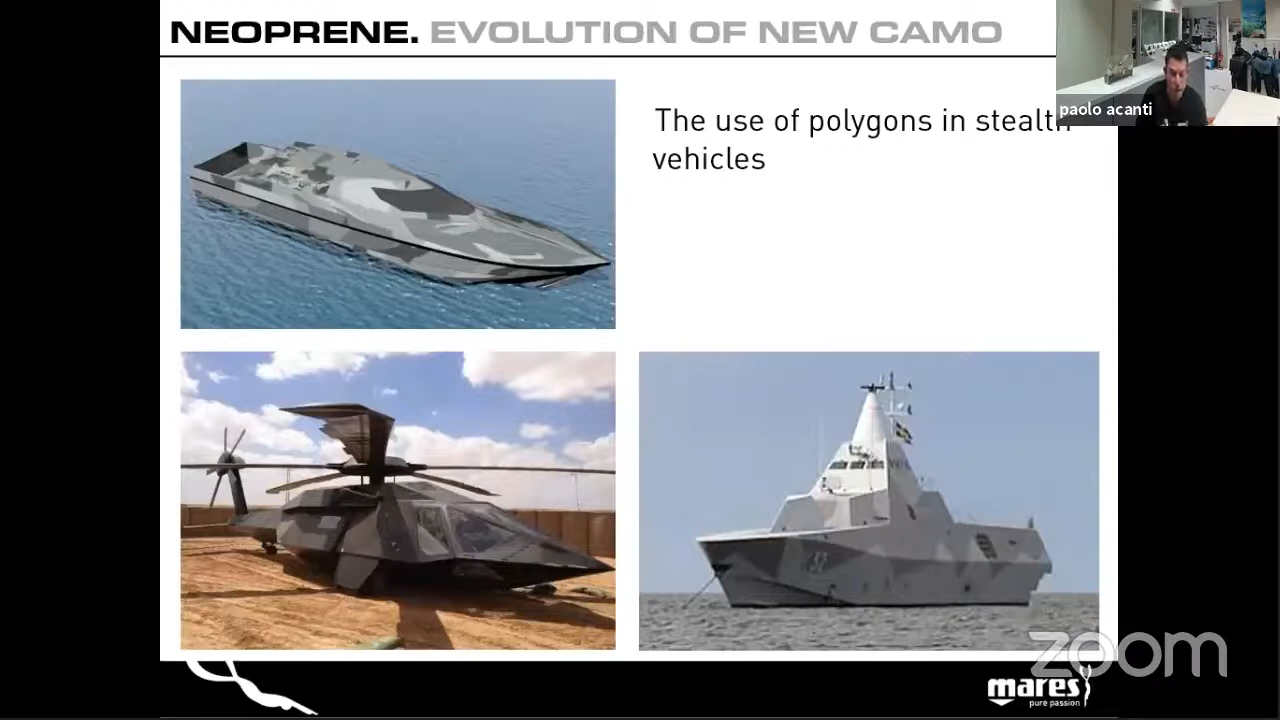 NEOPRENE. EVOLUTION OF NEW CAMO
paolo acanti
The use of polygons in stealth
vehicles
zoom
mares
pure passion